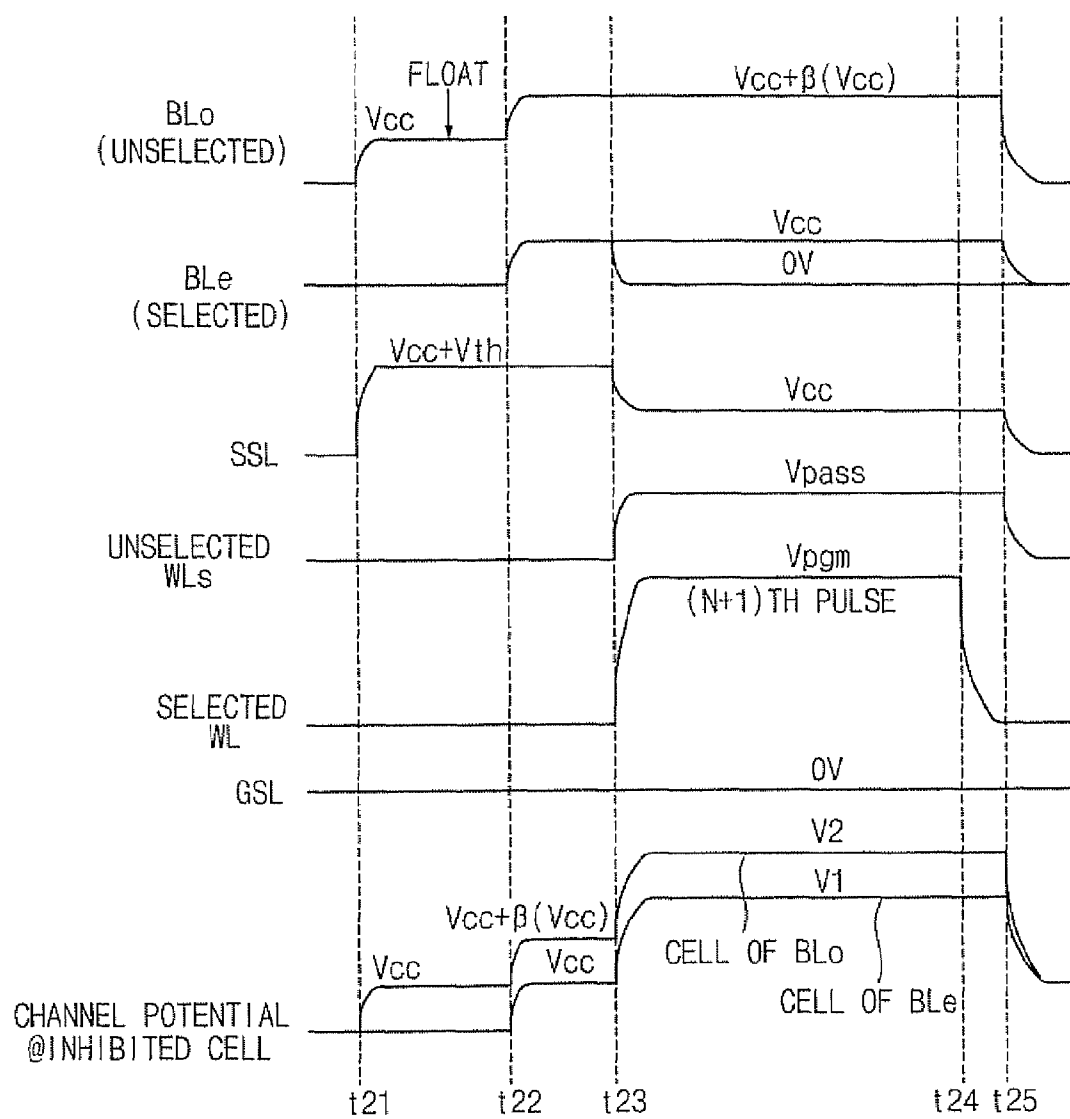 FLOAT
Vcc+β(Vcc)
BLo
(UNSELECTED)
Vcc
Vcc
0V
BLe
(SELECTED)
Vcc+Vth
Vcc
SSL
Vpass
UNSELECTED
WLs
Vpgm
(N+1)TH PULSE
SELECTED
WL
0V
GSL
V2
V1
Vcc+β(Vcc)
CELL OF BLo
Vcc
Vcc
CELL OF BLe
CHANNEL POTENTIAL
@INHIBITED CELL
t21 t22 t23 t24 t25